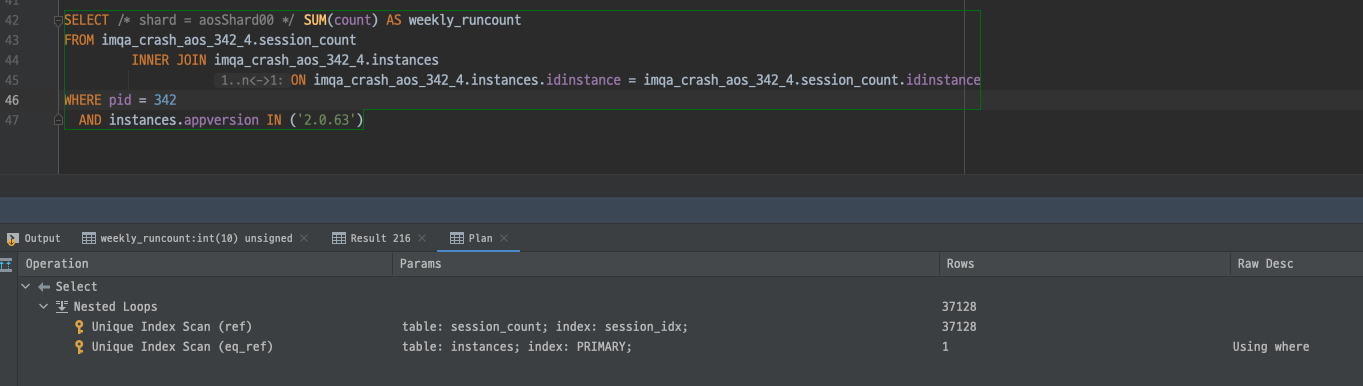 41
42 SELECT /* shard = aosShard00 */ SUM(count) AS weekly_runcount
43 FROM imqa_crash_aos_342_4.session_count
44 INNER JOIN imqa_crash_aos_342_4.instances
45 1..n<->1: ON imqa_crash_aos_342_4.instances.idinstance = imqa_crash_aos_342_4.session_count.idinstance
46 WHERE pid = 342
47 AND instances.appversion IN ('2.0.63')
Output weekly_runcount:int(10) unsigned Result 216 Plan
Operation Params Rows Raw Desc
Select
Nested Loops 37128
Unique Index Scan (ref) table: session_count; index: session_idx; 37128
Unique Index Scan (eq_ref) table: instances; index: PRIMARY; 1 Using where